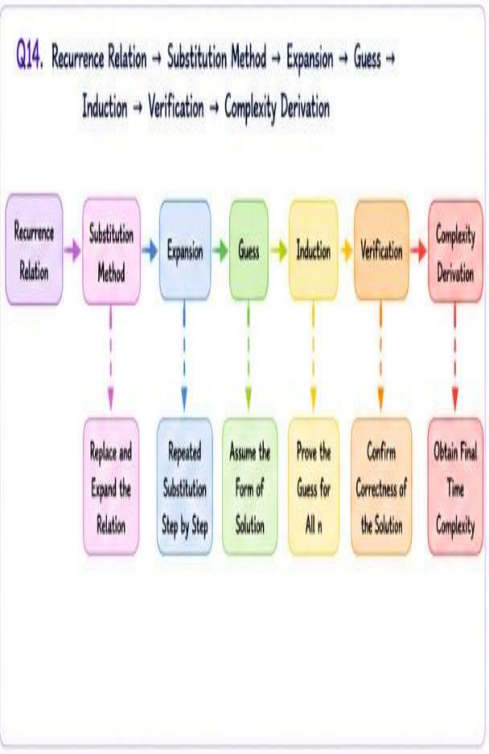 Q14. Recurrence Relation → Substitution Method → Expansion → Guess →
Induction → Verification → Complexity Derivation
Recurrence
Relation
Substitution
Method
Expansion
Guess
Induction
Verification
Complexity
Derivation
Replace and
Expand the
Relation
Repeated
Substitution
Step by Step
Assume the
Form of
Solution
Prove the
Guess for
All n
Confirm
Correctness of
the Solution
Obtain Final
Time
Complexity